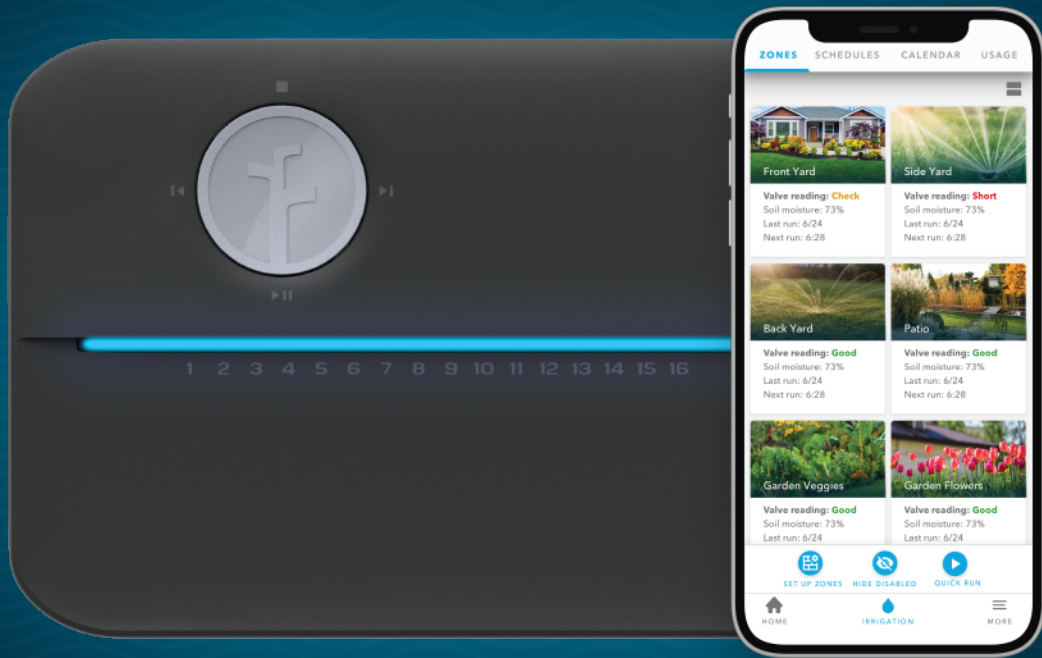 1 2 3 4 5 6 7 8 9 10 11 12 13 14 15 16
ZONES SCHEDULES CALENDAR USAGE
Front Yard
Valve reading: Check
Soil moisture: 73%
Last run: 6/24
Next run: 6:28
Side Yard
Valve reading: Short
Soil moisture: 73%
Last run: 6/24
Next run: 6:28
Back Yard
Valve reading: Good
Soil moisture: 73%
Last run: 6/24
Next run: 6:28
Patio
Valve reading: Good
Soil moisture: 73%
Last run: 6/24
Next run: 6:28
Garden Veggies
Valve reading: Good
Soil moisture: 73%
Last run: 6/24
Garden Flowers
Valve reading: Good
Soil moisture: 73%
Last run: 6/24
SET UP ZONES HIDE DISABLED QUICK RUN
HOME IRRIGATION MORE